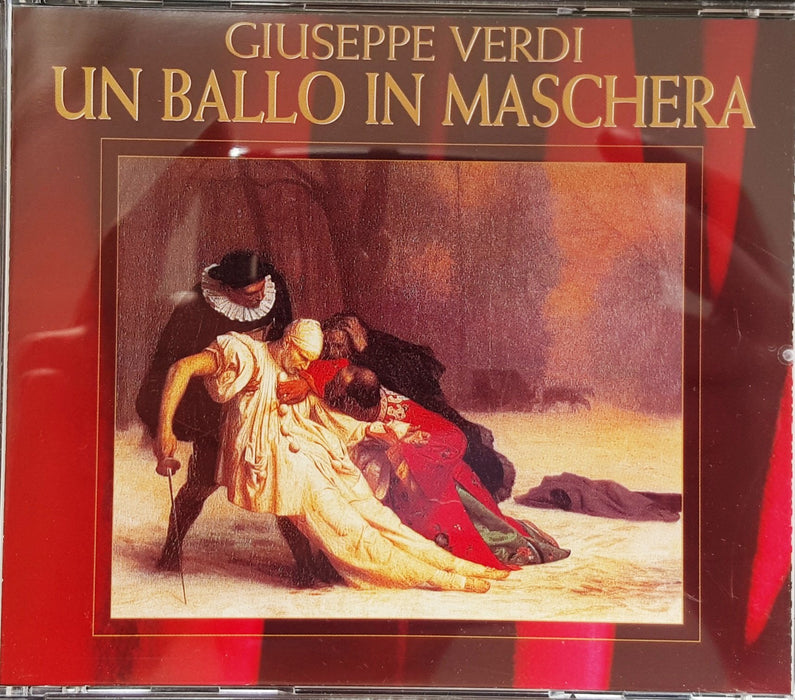 GIUSEPPE VERDI
UN BALLO IN MASCHERA